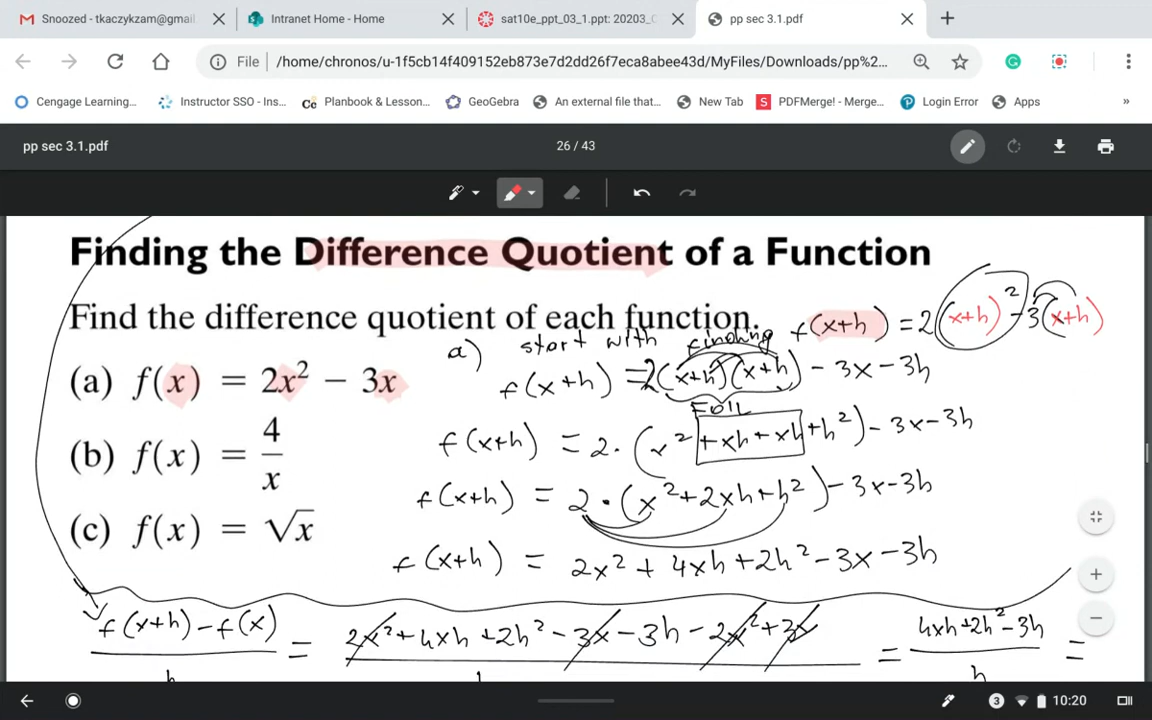 Snoozed - tkaczykzam@gmail
Intranet Home - Home
sat10e_ppt_03_1.ppt: 20203_
pp sec 3.1.pdf
File /home/chronos/u-1f5cb14f409152eb873e7d2dd26f7eca8abee43d/MyFiles/Downloads/pp%2...
Cengage Learning... Instructor SSO - Ins... Planbook & Lesson... GeoGebra An external file that... New Tab PDFMerge! - Merge... Login Error Apps »
pp sec 3.1.pdf 26 / 43
Finding the Difference Quotient of a Function
Find the difference quotient of each function.
f(x+h) = 2(x+h)² - 3(x+h)
a) start with finding
(a) f(x) = 2x² − 3x
f(x+h) = 2(x+h)(x+h) - 3x - 3h
FOIL
f(x+h) = 2·(x² + xh + xh + h²) - 3x - 3h
(b) f(x) = 4/x
f(x+h) = 2·(x² + 2xh + h²) - 3x - 3h
(c) f(x) = √x
f(x+h) = 2x² + 4xh + 2h² - 3x - 3h
f(x+h) - f(x) = 2x² + 4xh + 2h² - 3x - 3h - 2x² + 3x = 4xh + 2h² - 3h =
h h
3 10:20